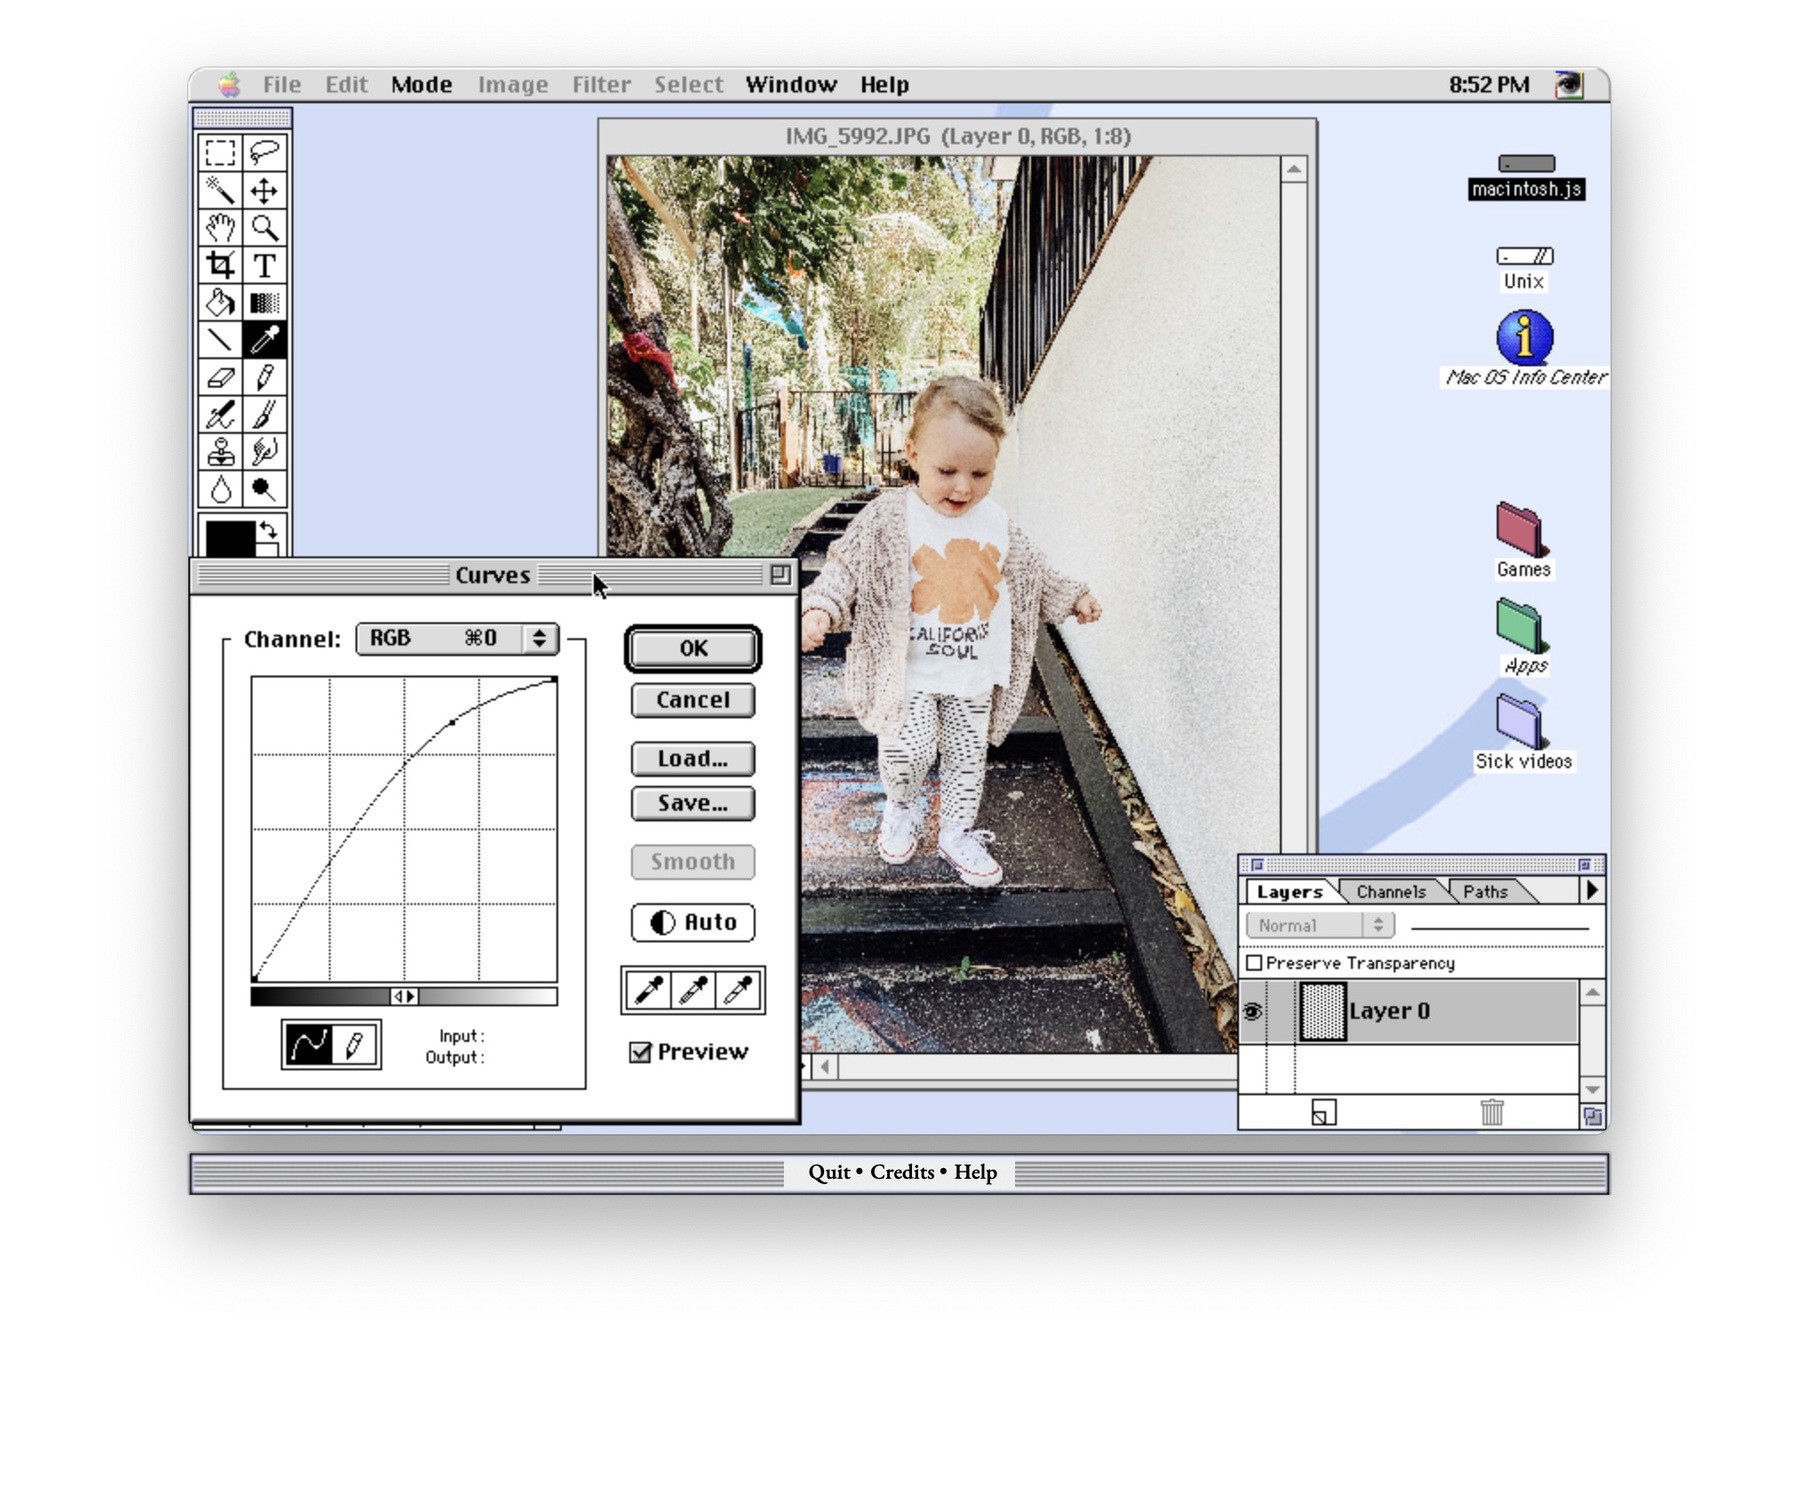 File Edit Mode Image Filter Select Window Help 8:52 PM
IMG_5992.JPG (Layer 0, RGB, 1:8)
macintosh.js
Unix
Mac OS Info Center
Games
Apps
Sick videos
T
CALIFORN
SOUL
Curves
Channel: RGB ⌘0
OK
Cancel
Load...
Save...
Smooth
Auto
Input:
Output:
Preview
Layers Channels Paths
Normal
Preserve Transparency
Layer 0
Quit • Credits • Help